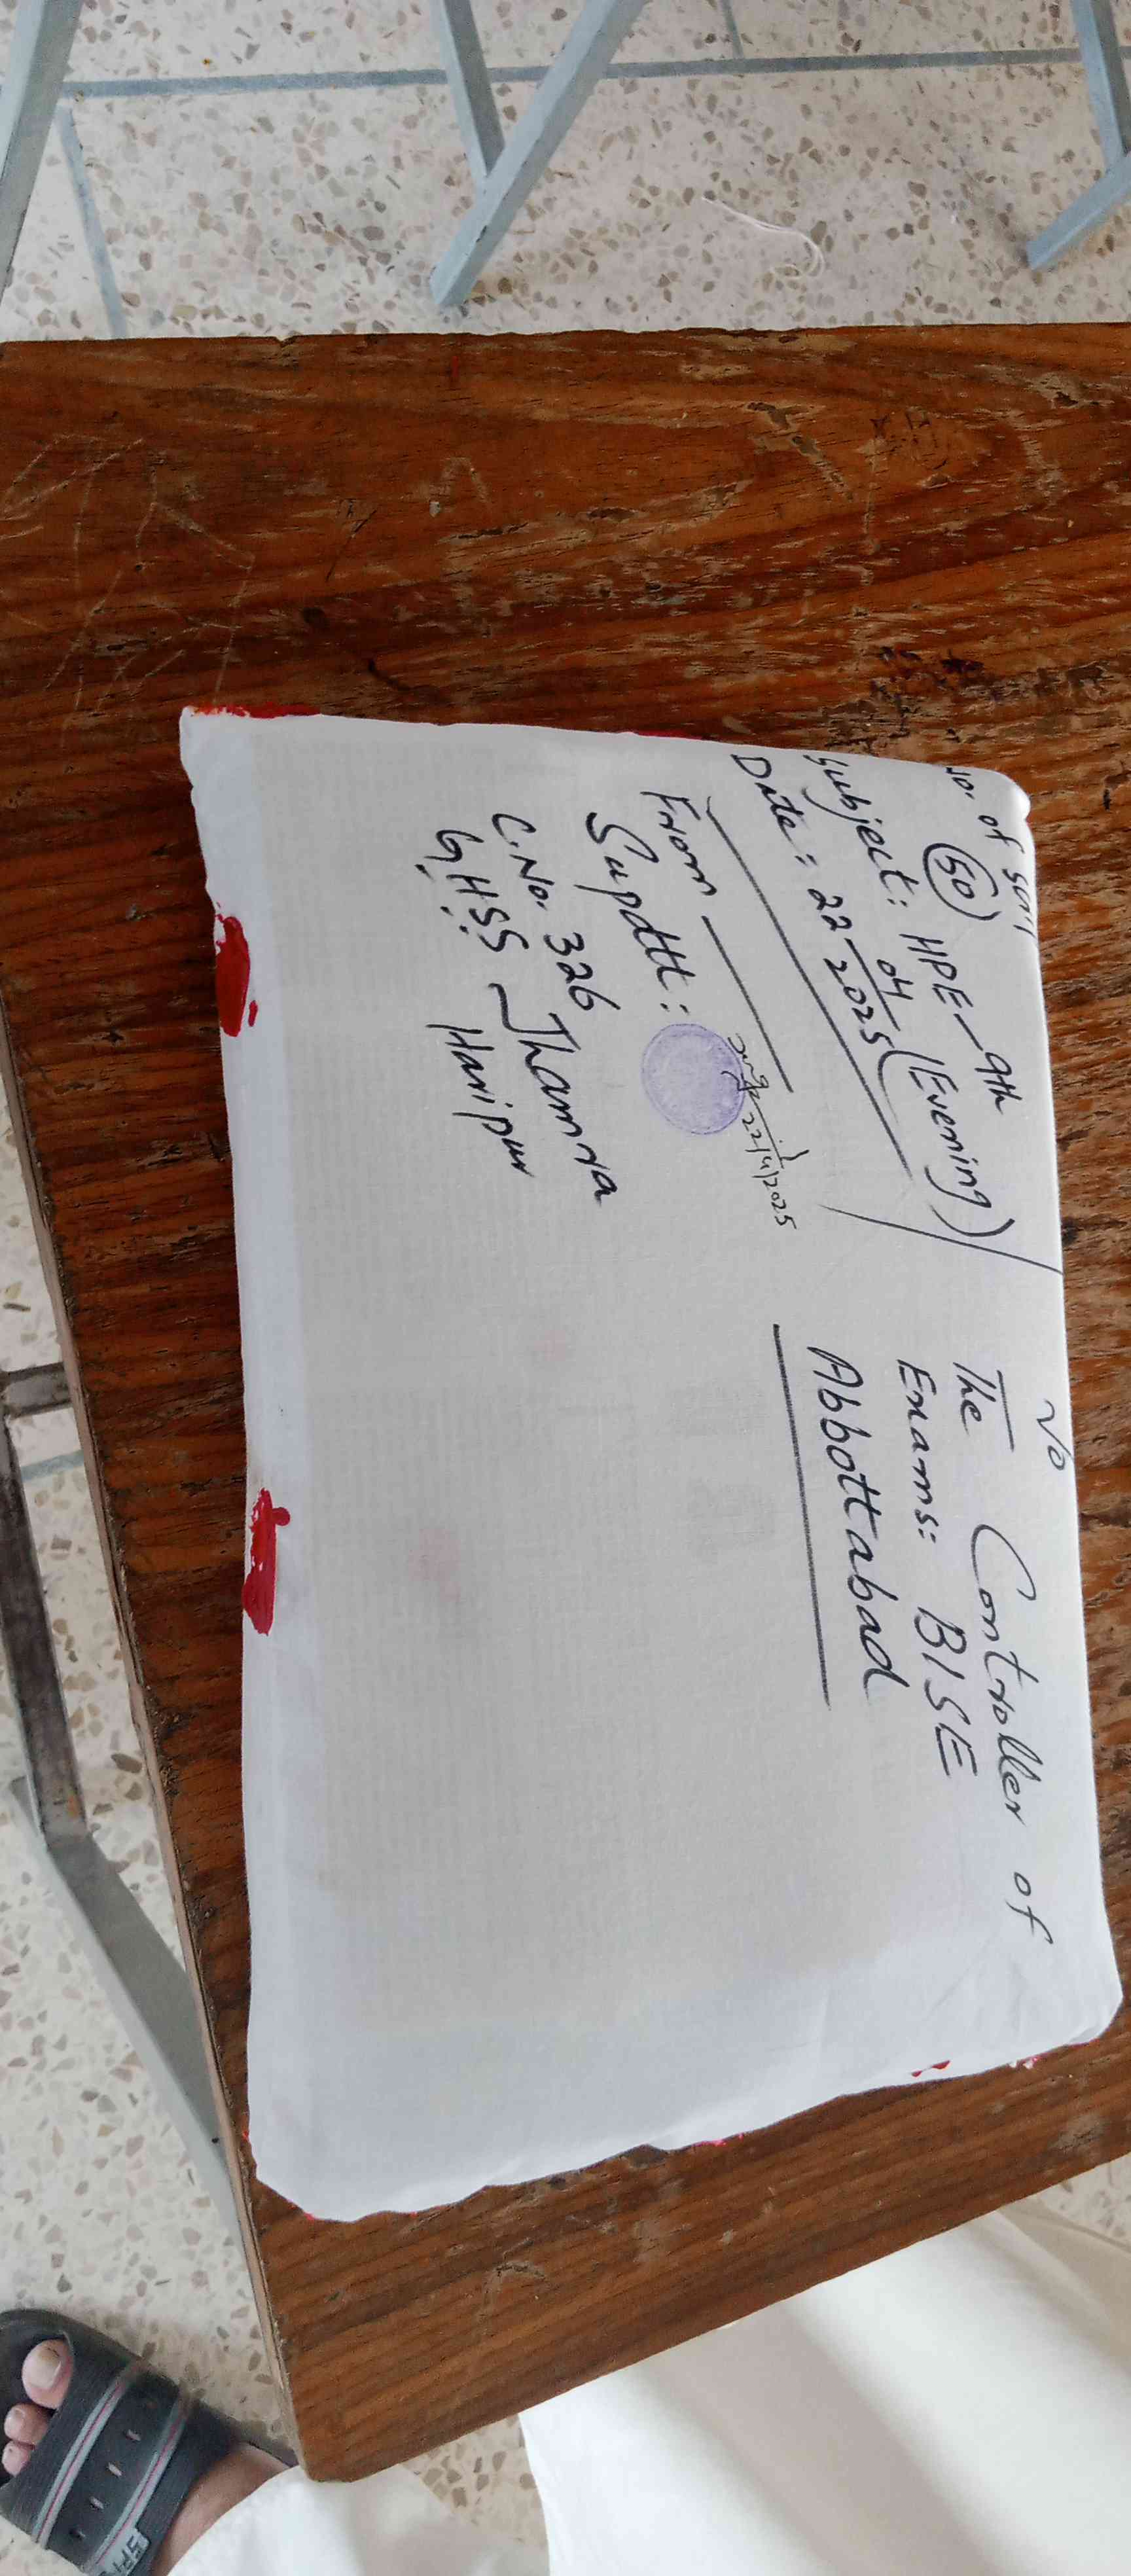 No. of scri
(50)
Subject: HPE-9th
Date: 22/04/2025 (Evening)
From
Supdtt:
22/4/2025
C.No. 326
G.H.S.S Jhamra
Haripur
To
The Controller of
Exams: BISE
Abbottabad